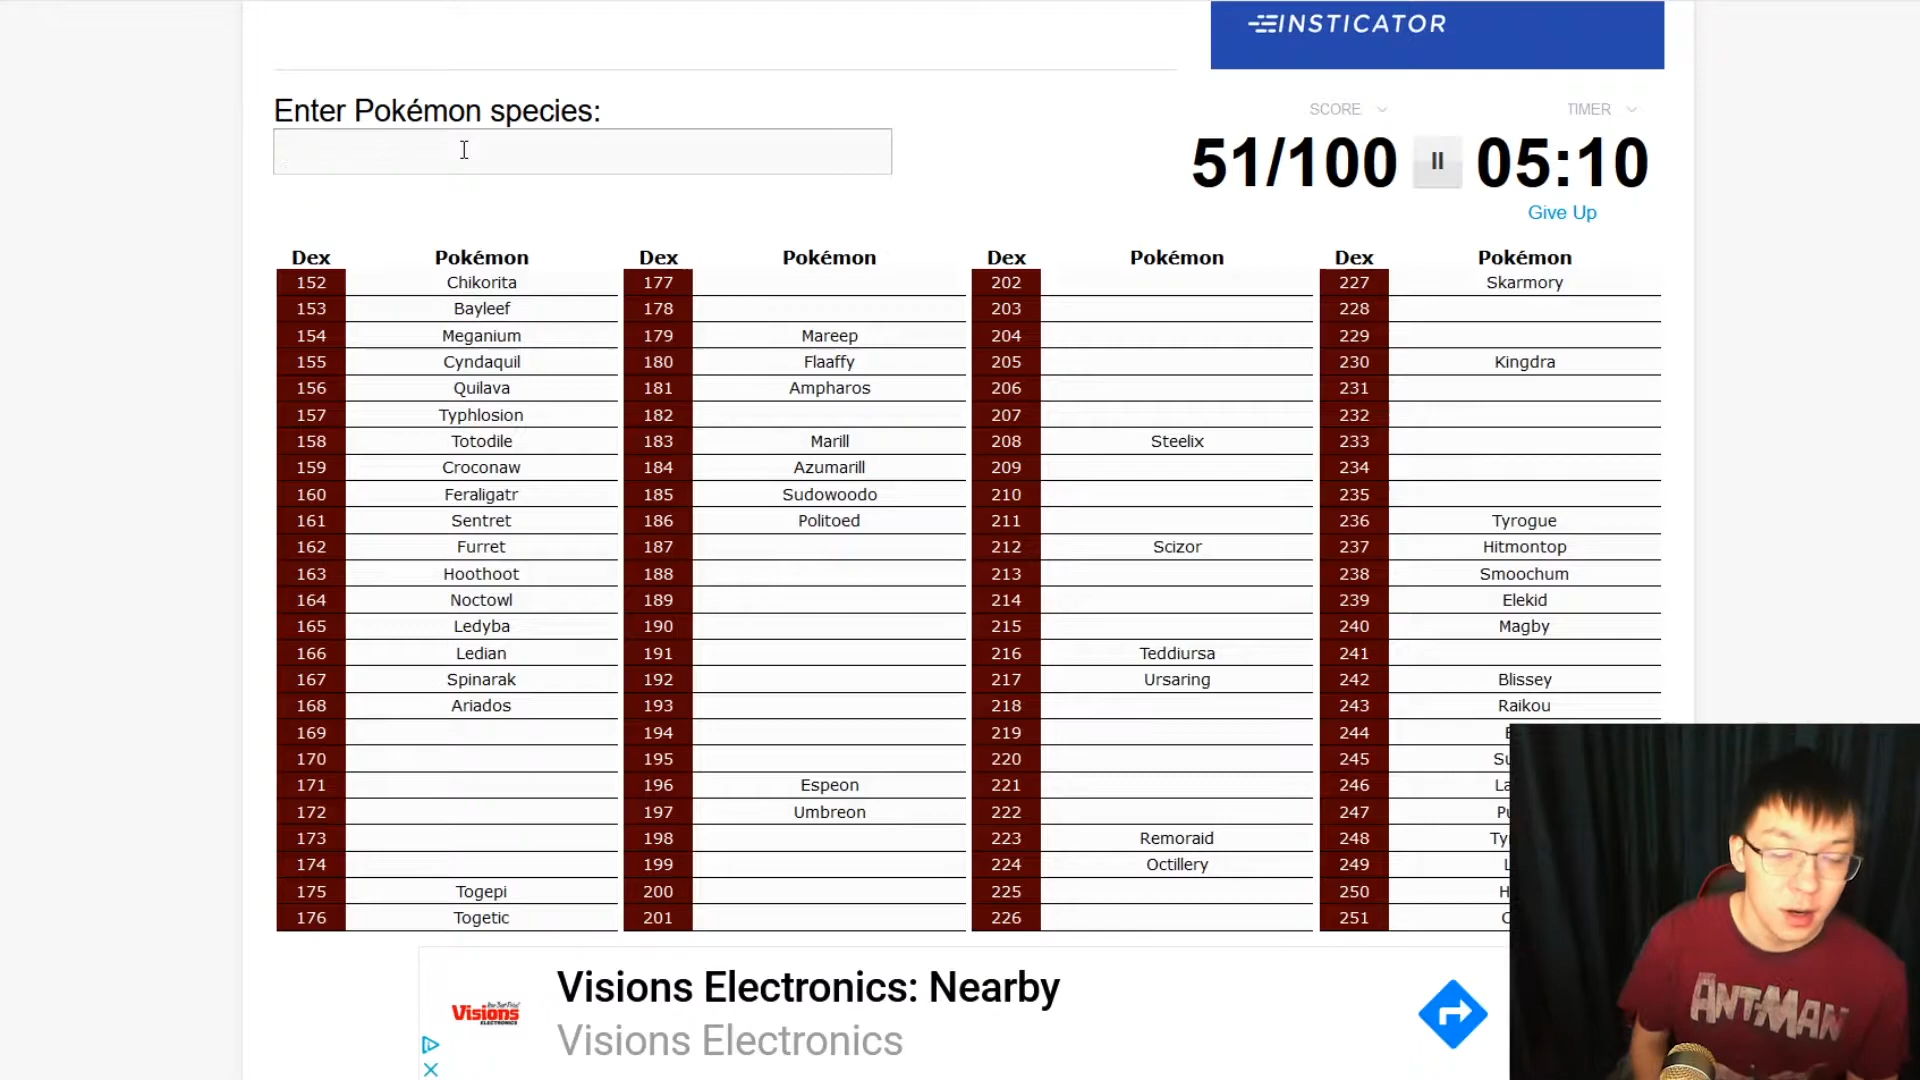 INSTICATOR
Enter Pokémon species:
SCORE
TIMER
51/100
II
05:10
Give Up
Dex Pokémon Dex Pokémon Dex Pokémon Dex Pokémon
152 Chikorita 177 202 227 Skarmory
153 Bayleef 178 203 228
154 Meganium 179 Mareep 204 229
155 Cyndaquil 180 Flaaffy 205 230 Kingdra
156 Quilava 181 Ampharos 206 231
157 Typhlosion 182 207 232
158 Totodile 183 Marill 208 Steelix 233
159 Croconaw 184 Azumarill 209 234
160 Feraligatr 185 Sudowoodo 210 235
161 Sentret 186 Politoed 211 236 Tyrogue
162 Furret 187 212 Scizor 237 Hitmontop
163 Hoothoot 188 213 238 Smoochum
164 Noctowl 189 214 239 Elekid
165 Ledyba 190 215 240 Magby
166 Ledian 191 216 Teddiursa 241
167 Spinarak 192 217 Ursaring 242 Blissey
168 Ariados 193 218 243 Raikou
169 194 219 244
170 195 220 245 Su
171 196 Espeon 221 246 La
172 197 Umbreon 222 247 Pu
173 198 223 Remoraid 248 Ty
174 199 224 Octillery 249 L
175 Togepi 200 225 250 H
176 Togetic 201 226 251
Visions Electronics: Nearby
Visions Electronics
Visions
ELECTRONICS
ANT-MAN